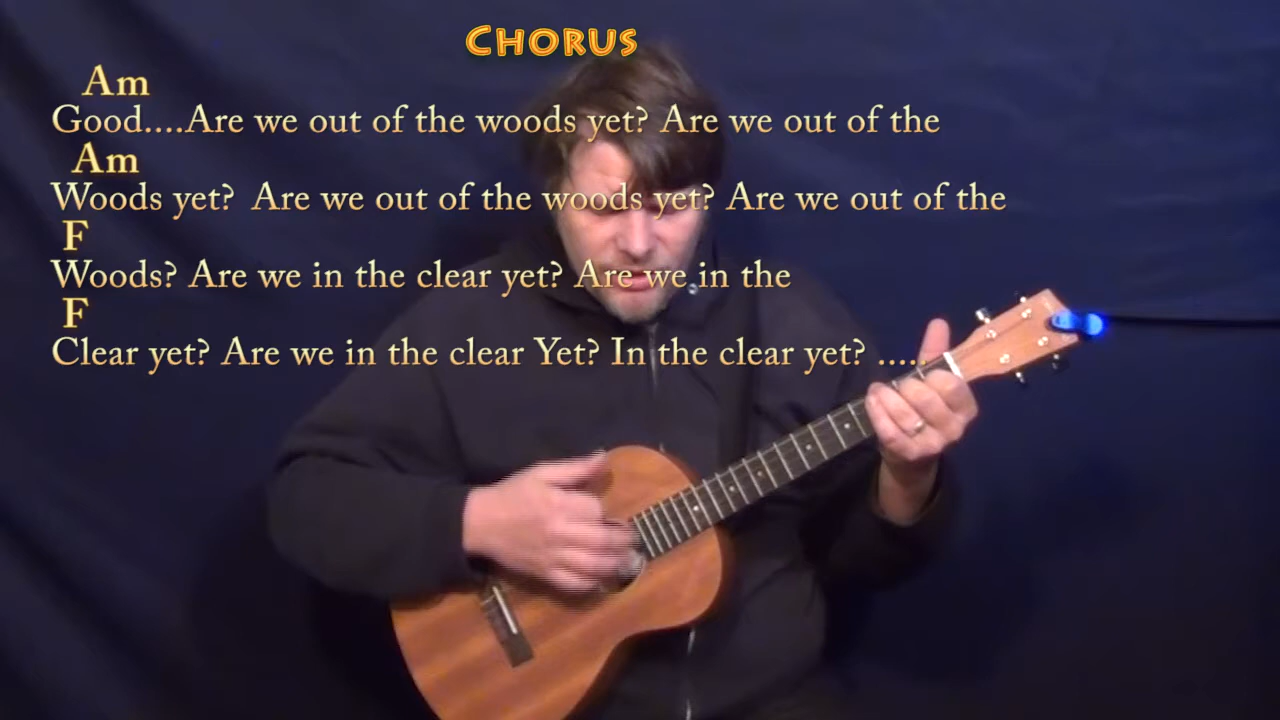 Chorus
Am
Good....Are we out of the woods yet? Are we out of the
Am
Woods yet? Are we out of the woods yet? Are we out of the
F
Woods? Are we in the clear yet? Are we in the
F
Clear yet? Are we in the clear Yet? In the clear yet? .....